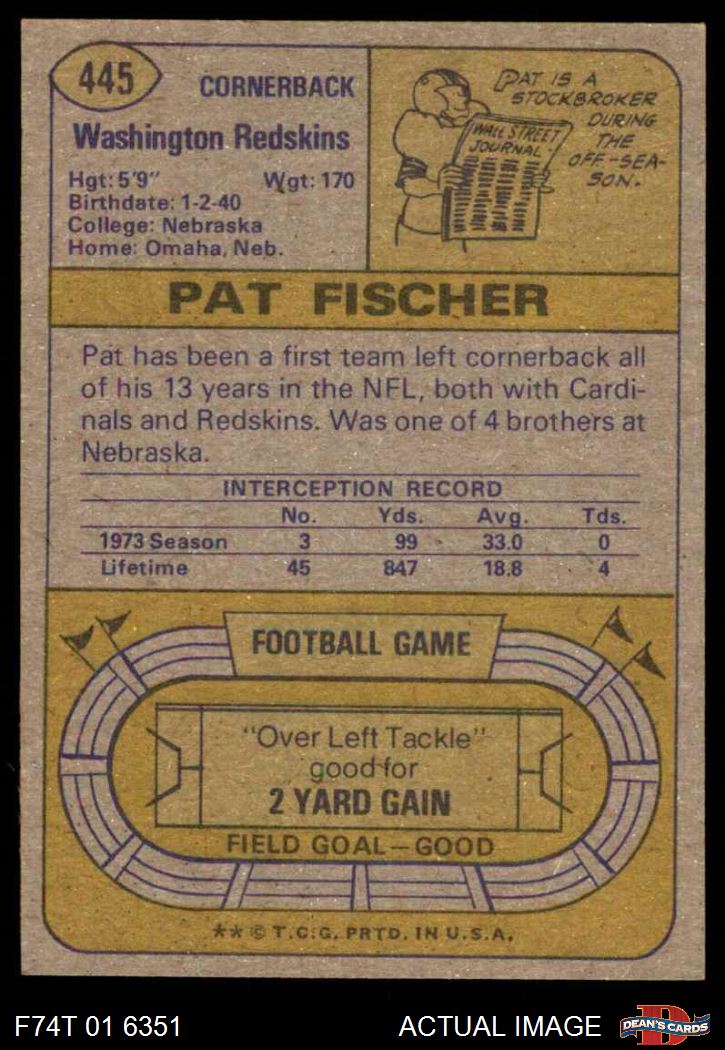 445
CORNERBACK
Washington Redskins
Hgt: 5'9" Wgt: 170
Birthdate: 1-2-40
College: Nebraska
Home: Omaha, Neb.
PAT IS A
STOCKBROKER
DURING
THE
OFF-SEA-
SON.
WALL STREET
JOURNAL
PAT FISCHER
Pat has been a first team left cornerback all
of his 13 years in the NFL, both with Cardi-
nals and Redskins. Was one of 4 brothers at
Nebraska.
INTERCEPTION RECORD
No. Yds. Avg. Tds.
1973 Season 3 99 33.0 0
Lifetime 45 847 18.8 4
FOOTBALL GAME
"Over Left Tackle"
good for
2 YARD GAIN
FIELD GOAL—GOOD
** © T.C.G. PRTD. IN U.S.A.
F74T 01 6351 ACTUAL IMAGE
D
DEAN'S CARDS